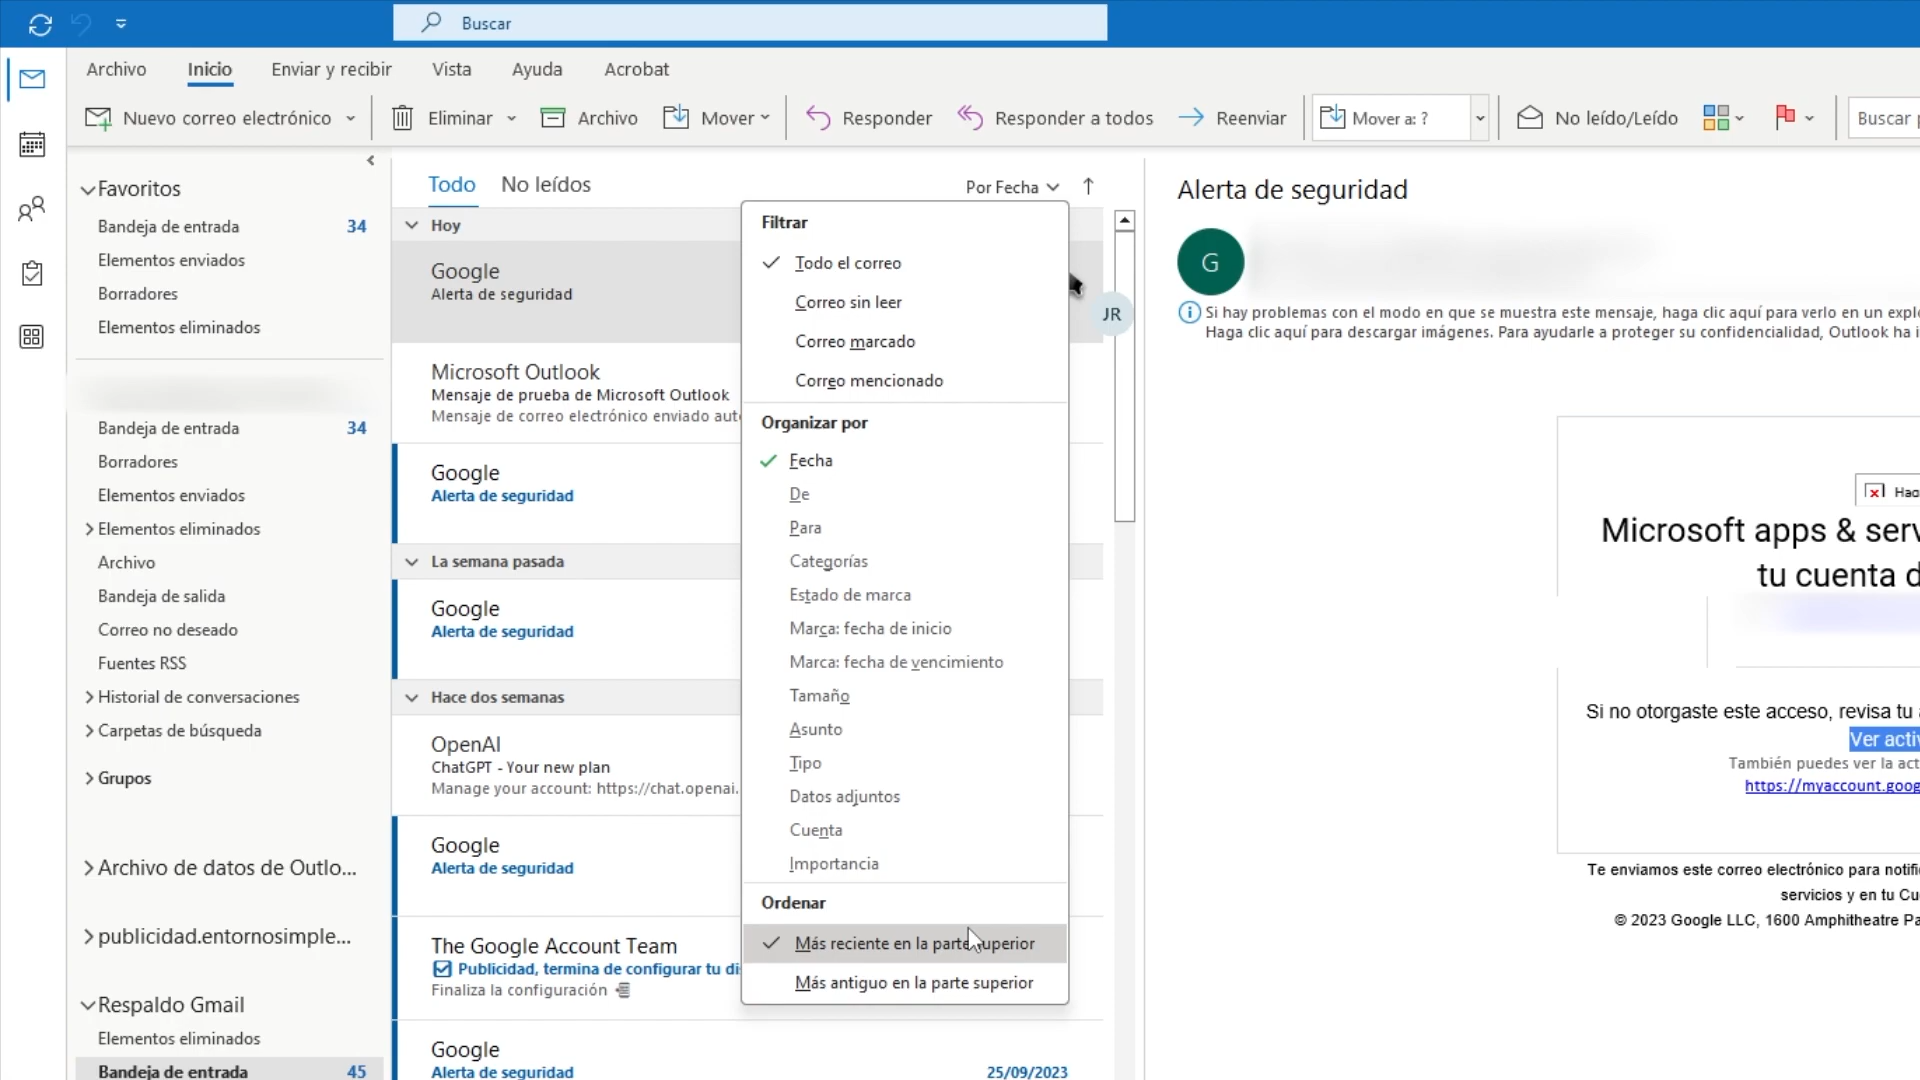 Buscar
Archivo
Inicio
Enviar y recibir
Vista
Ayuda
Acrobat
Nuevo correo electrónico
Eliminar
Archivo
Mover
Responder
Responder a todos
Reenviar
Mover a: ?
No leído/Leído
Buscar
Favoritos
Bandeja de entrada 34
Elementos enviados
Borradores
Elementos eliminados
Bandeja de entrada 34
Borradores
Elementos enviados
Elementos eliminados
Archivo
Bandeja de salida
Correo no deseado
Fuentes RSS
Historial de conversaciones
Carpetas de búsqueda
Grupos
Archivo de datos de Outlo...
publicidad.entornosimple...
Respaldo Gmail
Elementos eliminados
Bandeja de entrada 45
Todo No leídos
Por Fecha
Hoy
Google
Alerta de seguridad
Microsoft Outlook
Mensaje de prueba de Microsoft Outlook
Mensaje de correo electrónico enviado
Google
Alerta de seguridad
La semana pasada
Google
Alerta de seguridad
Hace dos semanas
OpenAI
ChatGPT - Your new plan
Manage your account: https://chat.openai.
Google
Alerta de seguridad
The Google Account Team
Publicidad, termina de configurar tu
Finaliza la configuración
Google
Alerta de seguridad 25/09/2023
Filtrar
Todo el correo
Correo sin leer
Correo marcado
Correo mencionado
Organizar por
Fecha
De
Para
Categorías
Estado de marca
Marca: fecha de inicio
Marca: fecha de vencimiento
Tamaño
Asunto
Tipo
Datos adjuntos
Cuenta
Importancia
Ordenar
Más reciente en la parte superior
Más antiguo en la parte superior
JR
Alerta de seguridad
G
Si hay problemas con el modo en que se muestra este mensaje, haga clic aquí para verlo en un
Haga clic aquí para descargar imágenes. Para ayudarle a proteger su confidencialidad, Outlook ha
Microsoft apps &
tu cuenta
Si no otorgaste este acceso, revisa tu
Ver
También puedes ver la
https://myaccount.goog
Te enviamos este correo electrónico para
servicios y en tu
© 2023 Google LLC, 1600 Amphitheatre